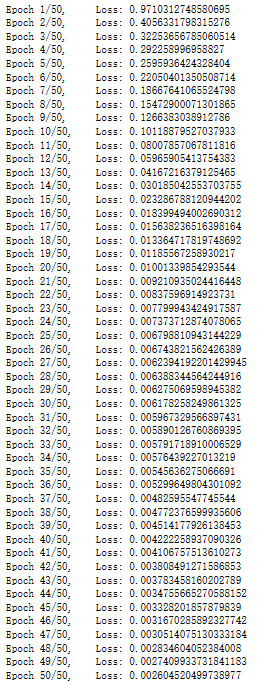 Epoch 1/50, Loss: 0.9710312748580695
Epoch 2/50, Loss: 0.4056331798315276
Epoch 3/50, Loss: 0.32253656785060514
Epoch 4/50, Loss: 0.292258996958827
Epoch 5/50, Loss: 0.2595936424328404
Epoch 6/50, Loss: 0.22050401350508714
Epoch 7/50, Loss: 0.18667641065524798
Epoch 8/50, Loss: 0.15472900071301865
Epoch 9/50, Loss: 0.1266383038912786
Epoch 10/50, Loss: 0.10118879527037933
Epoch 11/50, Loss: 0.08007857067811816
Epoch 12/50, Loss: 0.05965905413754383
Epoch 13/50, Loss: 0.04167216379125465
Epoch 14/50, Loss: 0.030185042553703755
Epoch 15/50, Loss: 0.023286788120944202
Epoch 16/50, Loss: 0.018399494002690312
Epoch 17/50, Loss: 0.015638236516398164
Epoch 18/50, Loss: 0.013364717819748692
Epoch 19/50, Loss: 0.01185567258930217
Epoch 20/50, Loss: 0.01001339854293544
Epoch 21/50, Loss: 0.009210935024416448
Epoch 22/50, Loss: 0.00837596914923731
Epoch 23/50, Loss: 0.007799943424917587
Epoch 24/50, Loss: 0.007373712874078065
Epoch 25/50, Loss: 0.006798810943144229
Epoch 26/50, Loss: 0.006743821562426389
Epoch 27/50, Loss: 0.006239419201429945
Epoch 28/50, Loss: 0.006388344564244916
Epoch 29/50, Loss: 0.006275069598945382
Epoch 30/50, Loss: 0.006178258249861325
Epoch 31/50, Loss: 0.005967329566897431
Epoch 32/50, Loss: 0.005890126760869395
Epoch 33/50, Loss: 0.005791718910006529
Epoch 34/50, Loss: 0.00576439227013219
Epoch 35/50, Loss: 0.00545636275066691
Epoch 36/50, Loss: 0.005299649804301092
Epoch 37/50, Loss: 0.00482595547745544
Epoch 38/50, Loss: 0.004772376599935606
Epoch 39/50, Loss: 0.004514177926138453
Epoch 40/50, Loss: 0.004222258937090326
Epoch 41/50, Loss: 0.004106757513610273
Epoch 42/50, Loss: 0.003808491271586853
Epoch 43/50, Loss: 0.003783458160202789
Epoch 44/50, Loss: 0.0034755665270588152
Epoch 45/50, Loss: 0.003328201857879839
Epoch 46/50, Loss: 0.0031670285892327742
Epoch 47/50, Loss: 0.0030514075130333184
Epoch 48/50, Loss: 0.002834604052384008
Epoch 49/50, Loss: 0.0027409933731841183
Epoch 50/50, Loss: 0.002604520499738977